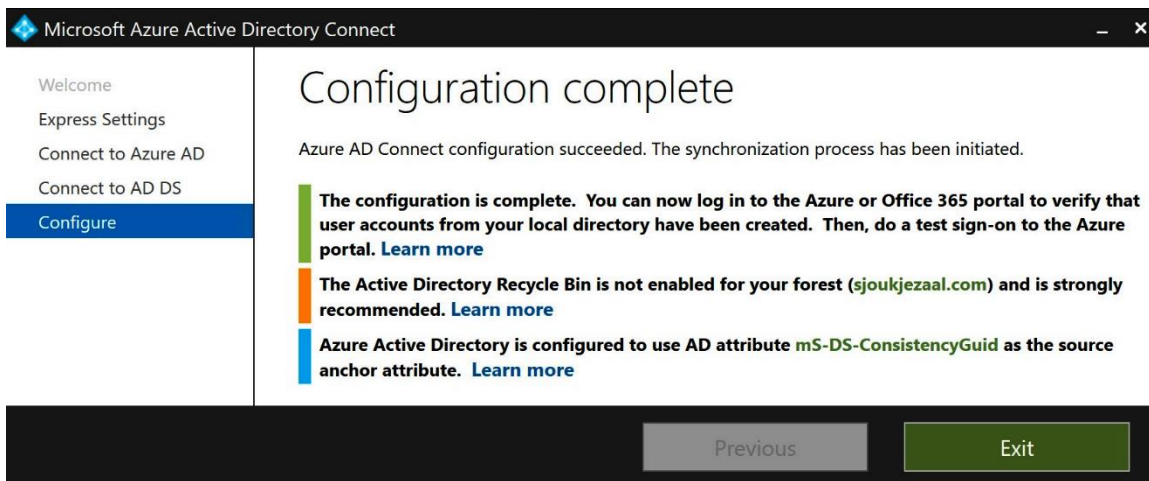 Microsoft Azure Active Directory Connect
Welcome
Express Settings
Connect to Azure AD
Connect to AD DS
Configure
Configuration complete
Azure AD Connect configuration succeeded. The synchronization process has been initiated.
The configuration is complete. You can now log in to the Azure or Office 365 portal to verify that
user accounts from your local directory have been created. Then, do a test sign-on to the Azure
portal. Learn more
The Active Directory Recycle Bin is not enabled for your forest (sjoukjezaal.com) and is strongly
recommended. Learn more
Azure Active Directory is configured to use AD attribute mS-DS-ConsistencyGuid as the source
anchor attribute. Learn more
Previous
Exit